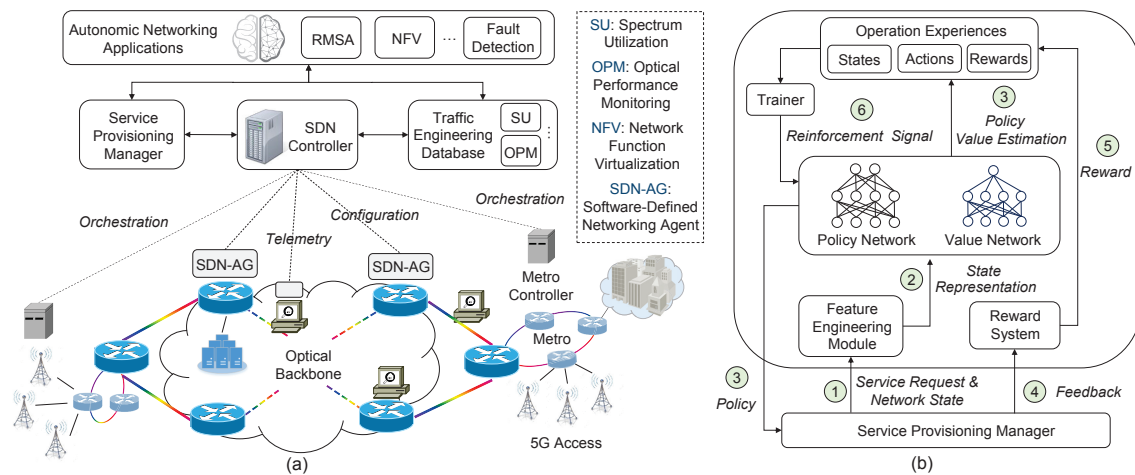 Autonomic Networking
Applications
RMSA
NFV
...
Fault
Detection
Service
Provisioning
Manager
SDN
Controller
Traffic
Engineering
Database
SU
OPM
...
SU: Spectrum
Utilization
OPM: Optical
Performance
Monitoring
NFV: Network
Function
Virtualization
SDN-AG:
Software-Defined
Networking Agent
Orchestration
Configuration
Orchestration
Telemetry
SDN-AG
SDN-AG
Metro
Controller
Metro
Optical
Backbone
5G Access
(a)
Operation Experiences
States
Actions
Rewards
Trainer
6
Reinforcement Signal
3
Policy
Value Estimation
5
Reward
Policy Network
Value Network
2
State
Representation
Feature
Engineering
Module
Reward
System
3
Policy
1
Service Request &
Network State
4
Feedback
Service Provisioning Manager
(b)